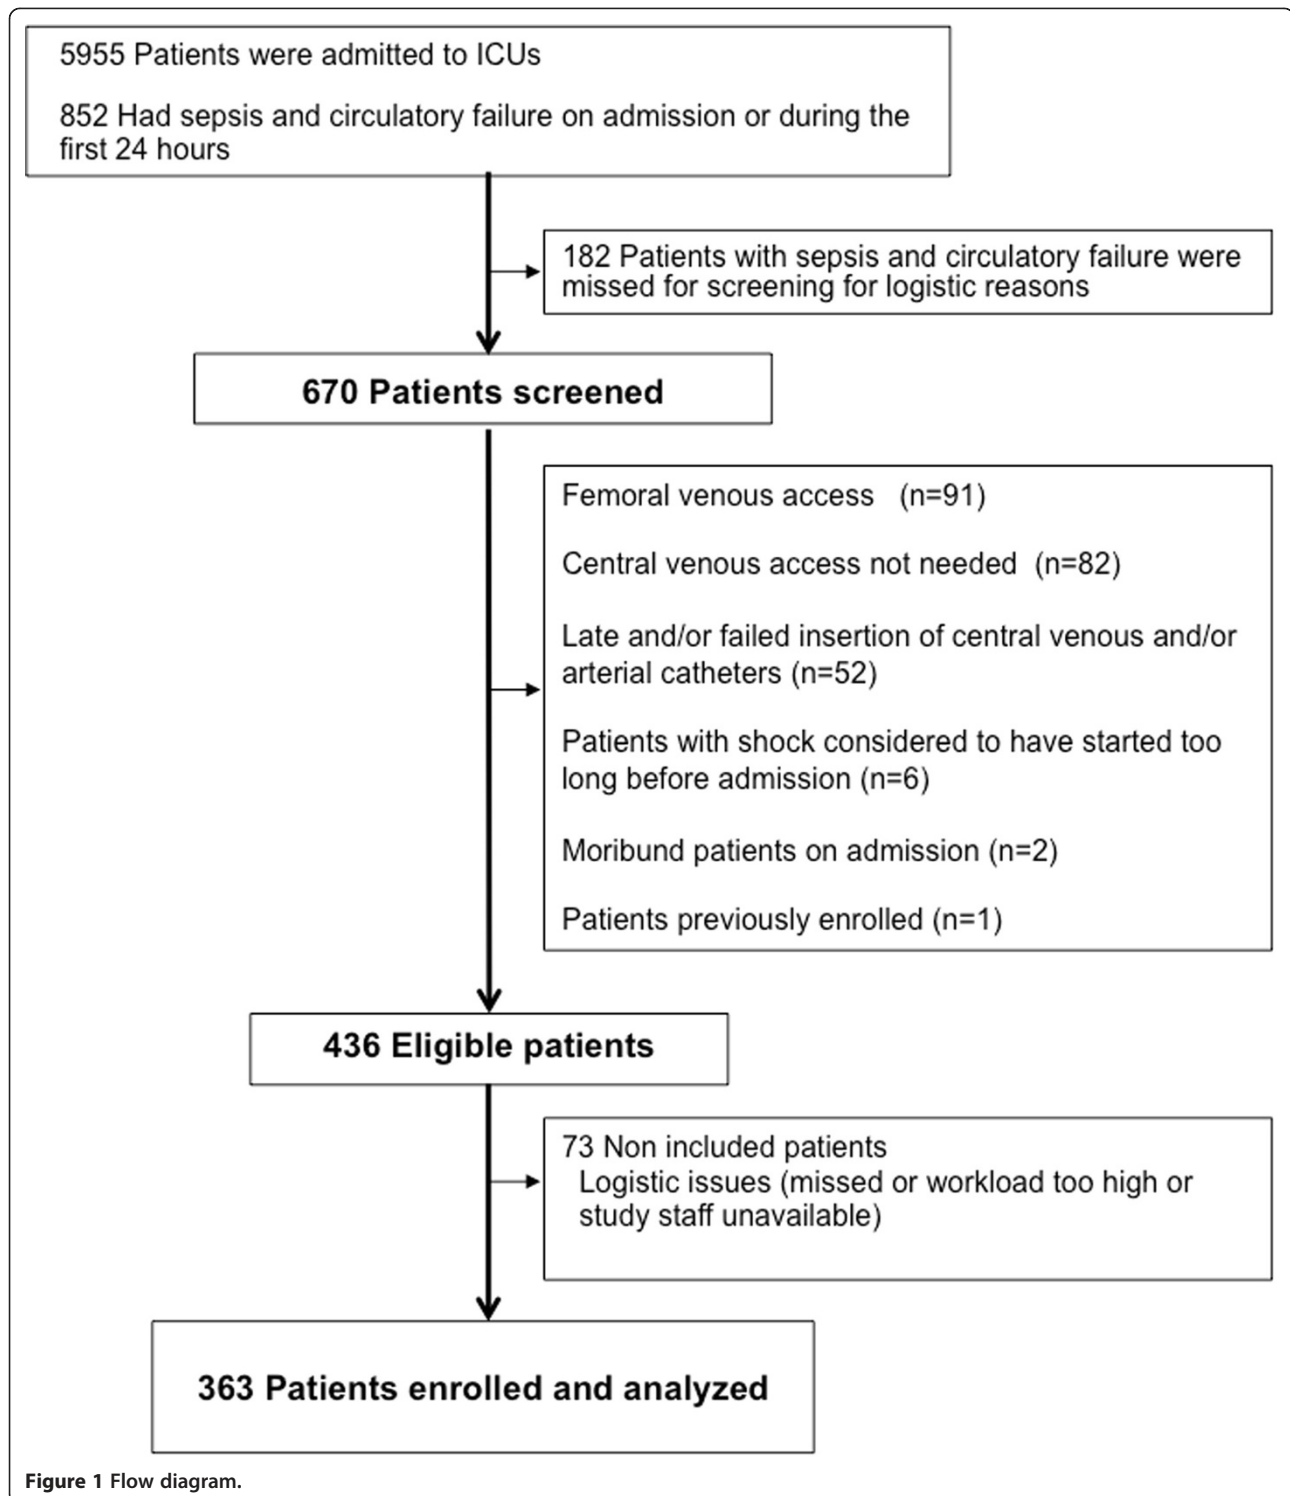 5955 Patients were admitted to ICUs
852 Had sepsis and circulatory failure on admission or during the
first 24 hours
182 Patients with sepsis and circulatory failure were
missed for screening for logistic reasons
670 Patients screened
Femoral venous access (n=91)
Central venous access not needed (n=82)
Late and/or failed insertion of central venous and/or
arterial catheters (n=52)
Patients with shock considered to have started too
long before admission (n=6)
Moribund patients on admission (n=2)
Patients previously enrolled (n=1)
436 Eligible patients
73 Non included patients
Logistic issues (missed or workload too high or
study staff unavailable)
363 Patients enrolled and analyzed
Figure 1 Flow diagram.